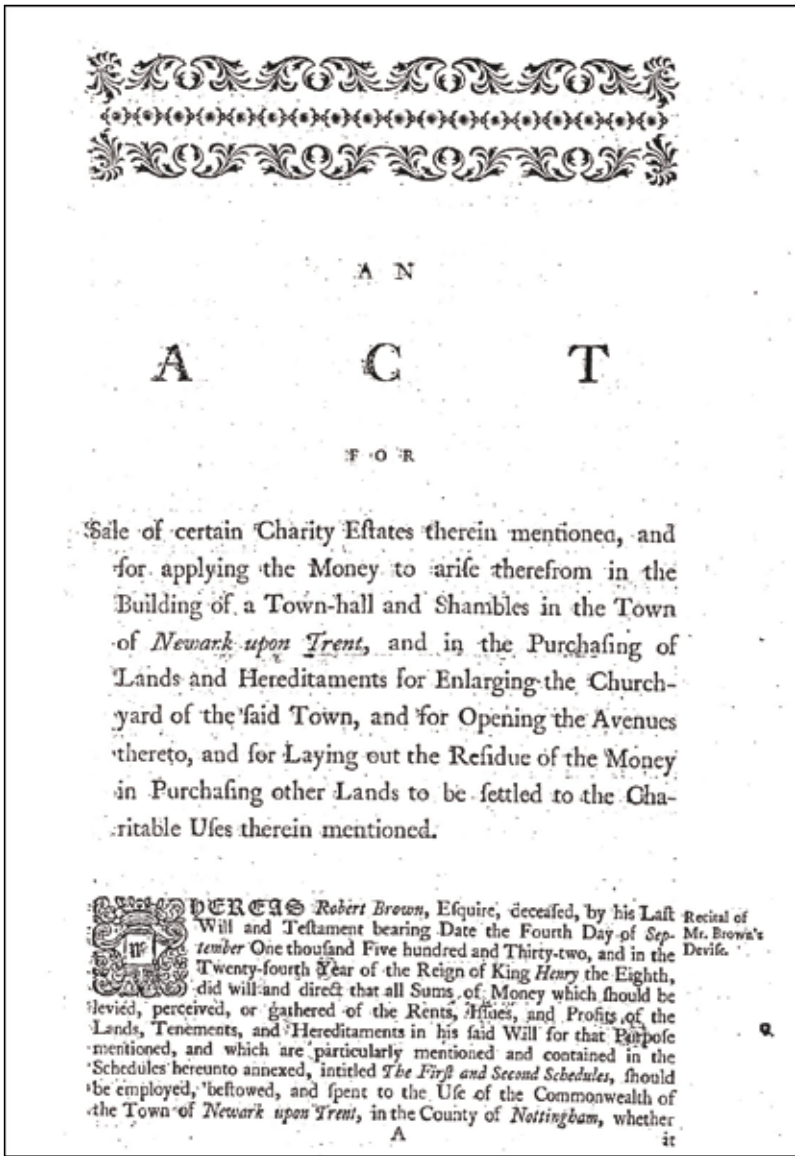 A N
A C T
F O R
Sale of certain Charity Eſtates therein mentioned, and
for applying the Money to ariſe therefrom in the
Building of a Town-hall and Shambles in the Town
of Newark upon Trent, and in the Purchaſing of
Lands and Hereditaments for Enlarging the Church-
yard of the ſaid Town, and for Opening the Avenues
thereto, and for Laying out the Reſidue of the Money
in Purchaſing other Lands to be ſettled to the Cha-
ritable Uſes therein mentioned.
WHEREAS Robert Brown, Eſquire, deceaſed, by his Laſt
Will and Teſtament bearing Date the Fourth Day of Sep-
tember One thouſand Five hundred and Thirty-two, and in the
Twenty-fourth Year of the Reign of King Henry the Eighth,
did will and direct that all Sums of Money which ſhould be
levied, perceived, or gathered of the Rents, Iſſues, and Profits of the
Lands, Tenements, and Hereditaments in his ſaid Will for that Purpoſe
mentioned, and which are particularly mentioned and contained in the
Schedules hereunto annexed, intitled The Firſt and Second Schedules, ſhould
be employed, beſtowed, and ſpent to the Uſe of the Commonwealth of
the Town of Newark upon Trent, in the County of Nottingham, whether
A
it
Recital of
Mr. Brown's
Deviſe.